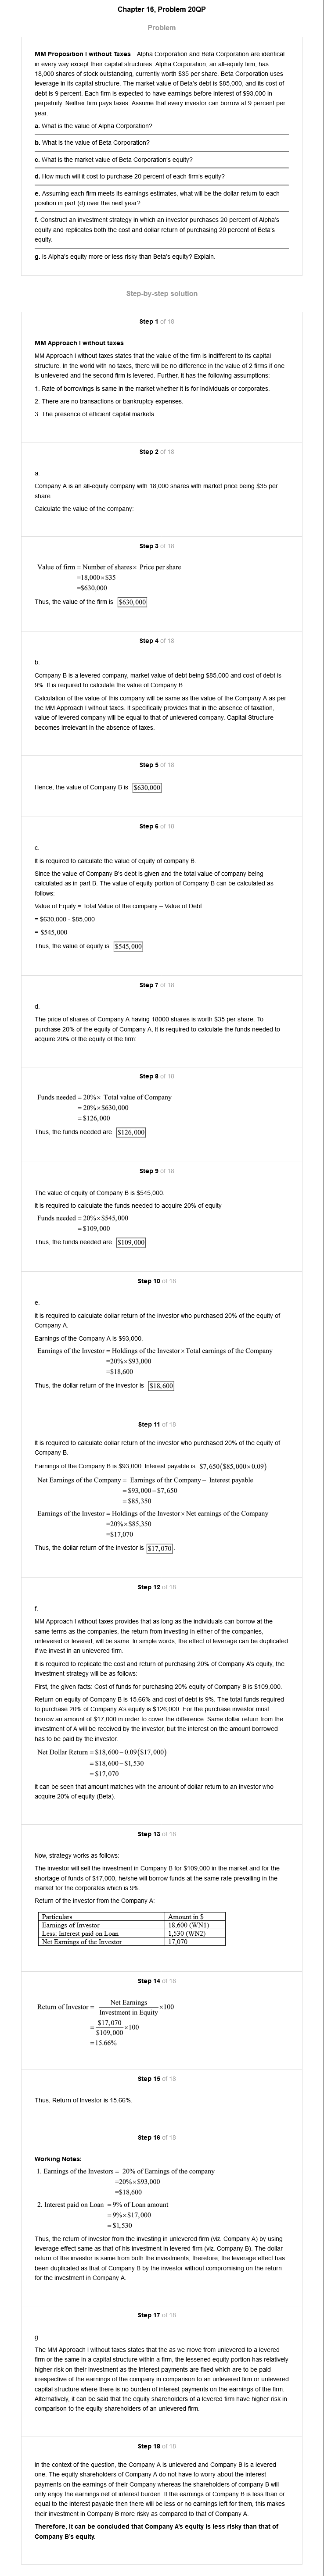 Chapter 16, Problem 20QP
Problem
MM Proposition I without Taxes Alpha Corporation and Beta Corporation are identical
in every way except their capital structures. Alpha Corporation, an all-equity firm, has
18,000 shares of stock outstanding, currently worth $35 per share. Beta Corporation uses
leverage in its capital structure. The market value of Beta's debt is $85,000, and its cost of
debt is 9 percent. Each firm is expected to have earnings before interest of $93,000 in
perpetuity. Neither firm pays taxes. Assume that every investor can borrow at 9 percent per
year.
a. What is the value of Alpha Corporation?
b. What is the value of Beta Corporation?
c. What is the market value of Beta Corporation's equity?
d. How much will it cost to purchase 20 percent of each firm's equity?
e. Assuming each firm meets its earnings estimates, what will be the dollar return to each
position in part (d) over the next year?
f. Construct an investment strategy in which an investor purchases 20 percent of Alpha's
equity and replicates both the cost and dollar return of purchasing 20 percent of Beta's
equity.
g. Is Alpha's equity more or less risky than Beta's equity? Explain.
Step-by-step solution
Step 1 of 18
MM Approach I without taxes
MM Approach I without taxes states that the value of the firm is indifferent to its capital
structure. In the world with no taxes, there will be no difference in the value of 2 firms if one
is unlevered and the second firm is levered. Further, it has the following assumptions:
1. Rate of borrowings is same in the market whether it is for individuals or corporates.
2. There are no transactions or bankruptcy expenses.
3. The presence of efficient capital markets.
Step 2 of 18
a.
Company A is an all-equity company with 18,000 shares with market price being $35 per
share.
Calculate the value of the company.
Step 3 of 18
Value of firm = Number of shares × Price per share
=18,000×$35
=$630,000
Thus, the value of the firm is $630,000
Step 4 of 18
b.
Company B is a levered company, market value of debt being $85,000 and cost of debt is
9%. It is required to calculate the value of Company B.
Calculation of the value of this company will be same as the value of the Company A as per
the MM Approach I without taxes. It specifically provides that in the absence of taxation,
value of levered company will be equal to that of unlevered company. Capital Structure
becomes irrelevant in the absence of taxes.
Step 5 of 18
Hence, the value of Company B is $630,000
Step 6 of 18
c.
It is required to calculate the value of equity of company B.
Since the value of Company B's debt is given and the total value of company being
calculated as in part B. The value of equity portion of Company B can be calculated as
follows:
Value of Equity = Total Value of the company – Value of Debt
= $630,000 - $85,000
= $545,000
Thus, the value of equity is $545,000
Step 7 of 18
d.
The price of shares of Company A having 18000 shares is worth $35 per share. To
purchase 20% of the equity of Company A, it is required to calculate the funds needed to
acquire 20% of the equity of the firm:
Step 8 of 18
Funds needed = 20% × Total value of Company
= 20% × $630,000
= $126,000
Thus, the funds needed are $126,000
Step 9 of 18
The value of equity of Company B is $545,000.
It is required to calculate the funds needed to acquire 20% of equity
Funds needed = 20% × $545,000
= $109,000
Thus, the funds needed are $109,000
Step 10 of 18
e.
It is required to calculate dollar return of the investor who purchased 20% of the equity of
Company A.
Earnings of the Company A is $93,000.
Earnings of the Investor = Holdings of the Investor × Total earnings of the Company
=20%×$93,000
=$18,600
Thus, the dollar return of the investor is $18,600
Step 11 of 18
It is required to calculate dollar return of the investor who purchased 20% of the equity of
Company B.
Earnings of the Company B is $93,000. Interest payable is $7,650($85,000×0.09)
Net Earnings of the Company = Earnings of the Company − Interest payable
= $93,000 − $7,650
= $85,350
Earnings of the Investor = Holdings of the Investor × Net earnings of the Company
=20%×$85,350
=$17,070
Thus, the dollar return of the investor is $17,070.
Step 12 of 18
f.
MM Approach I without taxes provides that as long as the individuals can borrow at the
same terms as the companies, the return from investing in either of the companies,
unlevered or levered, will be same. In simple words, the effect of leverage can be duplicated
if we invest in an unlevered firm.
It is required to replicate the cost and return of purchasing 20% of Company A's equity, the
investment strategy will be as follows:
First, the given facts: Cost of funds for purchasing 20% equity of Company B is $109,000.
Return on equity of Company B is 15.66% and cost of debt is 9%. The total funds required
to purchase 20% of Company A's equity is $126,000. For the purchase investor must
borrow an amount of $17,000 in order to cover the difference. Same dollar return from the
investment of A will be received by the investor, but the interest on the amount borrowed
has to be paid by the investor.
Net Dollar Return = $18,600 − 0.09($17,000)
= $18,600 − $1,530
= $17,070
It can be seen that amount matches with the amount of dollar return to an investor who
acquire 20% of equity (Beta).
Step 13 of 18
Now, strategy works as follows:
The investor will sell the investment in Company B for $109,000 in the market and for the
shortage of funds of $17,000, he/she will borrow funds at the same rate prevailing in the
market for the corporates which is 9%.
Return of the investor from the Company A:
Particulars Amount in $
Earnings of Investor 18,600 (WN1)
Less: Interest paid on Loan 1,530 (WN2)
Net Earnings of the Investor 17,070
Step 14 of 18
Return of Investor = Net Earnings / Investment in Equity ×100
= $17,070 / $109,000 ×100
=15.66%
Step 15 of 18
Thus, Return of Investor is 15.66%.
Step 16 of 18
Working Notes:
1. Earnings of the Investors = 20% of Earnings of the company
=20%×$93,000
=$18,600
2. Interest paid on Loan = 9% of Loan amount
= 9%×$17,000
= $1,530
Thus, the return of investor from the investing in unlevered firm (viz. Company A) by using
leverage effect same as that of his investment in levered firm (viz. Company B). The dollar
return of the investor is same from both the investments, therefore, the leverage effect has
been duplicated as that of Company B by the investor without compromising on the return
for the investment in Company A.
Step 17 of 18
g.
The MM Approach I without taxes states that the as we move from unlevered to a levered
firm or the same in a capital structure within a firm, the lessened equity portion has relatively
higher risk on their investment as the interest payments are fixed which are to be paid
irrespective of the earnings of the company in comparison to an unlevered firm or unlevered
capital structure where there is no burden of interest payments on the earnings of the firm.
Alternatively, it can be said that the equity shareholders of a levered firm have higher risk in
comparison to the equity shareholders of an unlevered firm.
Step 18 of 18
In the context of the question, the Company A is unlevered and Company B is a levered
one. The equity shareholders of Company A do not have to worry about the interest
payments on the earnings of their Company whereas the shareholders of company B will
only enjoy the earnings net of interest burden. If the earnings of Company B is less than or
equal to the interest payable then there will be less or no earnings left for them, this makes
their investment in Company B more risky as compared to that of Company A.
Therefore, it can be concluded that Company A's equity is less risky than that of
Company B's equity.